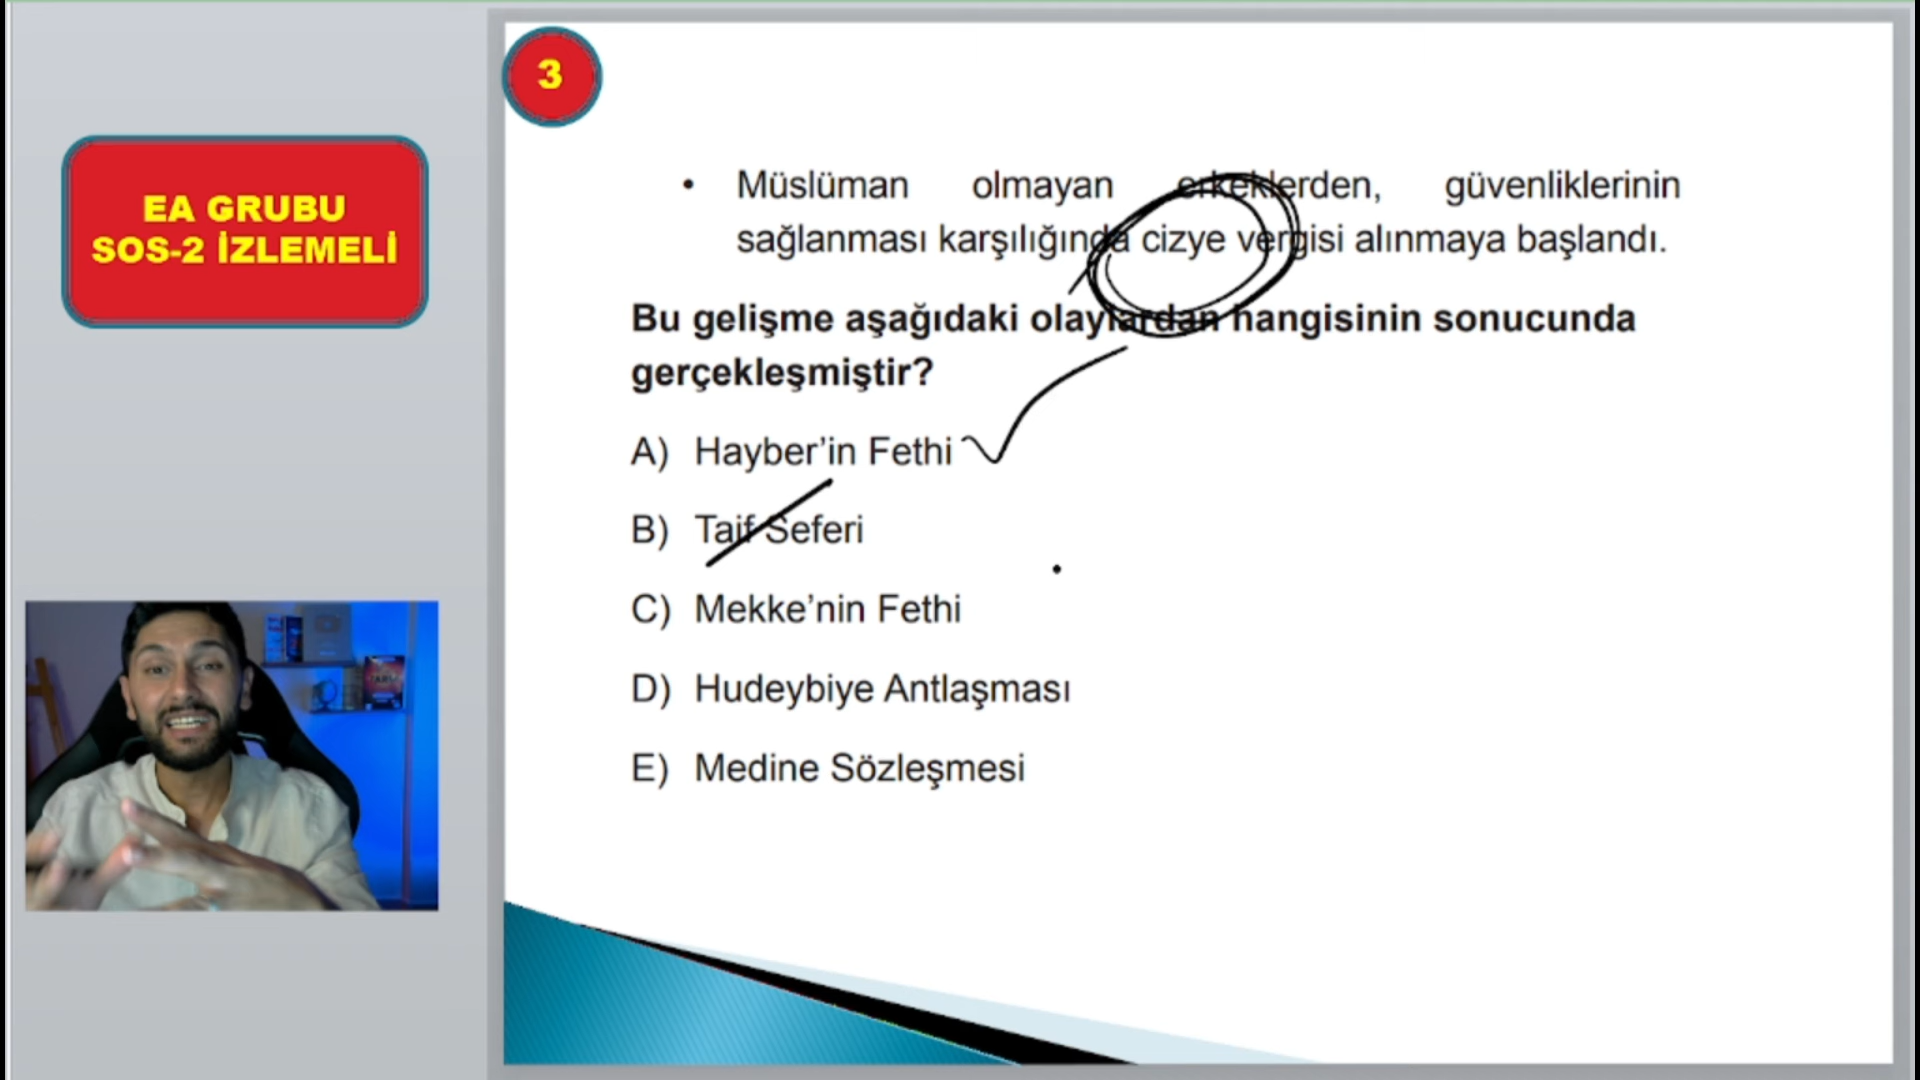 3
EA GRUBU
SOS-2 İZLEMELİ
• Müslüman olmayan erkeklerden, güvenliklerinin
sağlanması karşılığında cizye vergisi alınmaya başlandı.
Bu gelişme aşağıdaki olaylardan hangisinin sonucunda
gerçekleşmiştir?
A) Hayber'in Fethi
B) Taif Seferi
C) Mekke'nin Fethi
D) Hudeybiye Antlaşması
E) Medine Sözleşmesi